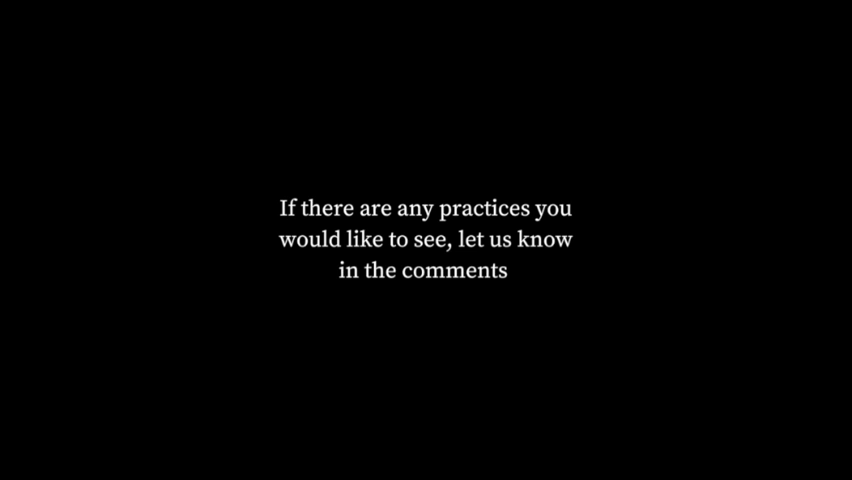 If there are any practices you
would like to see, let us know
in the comments